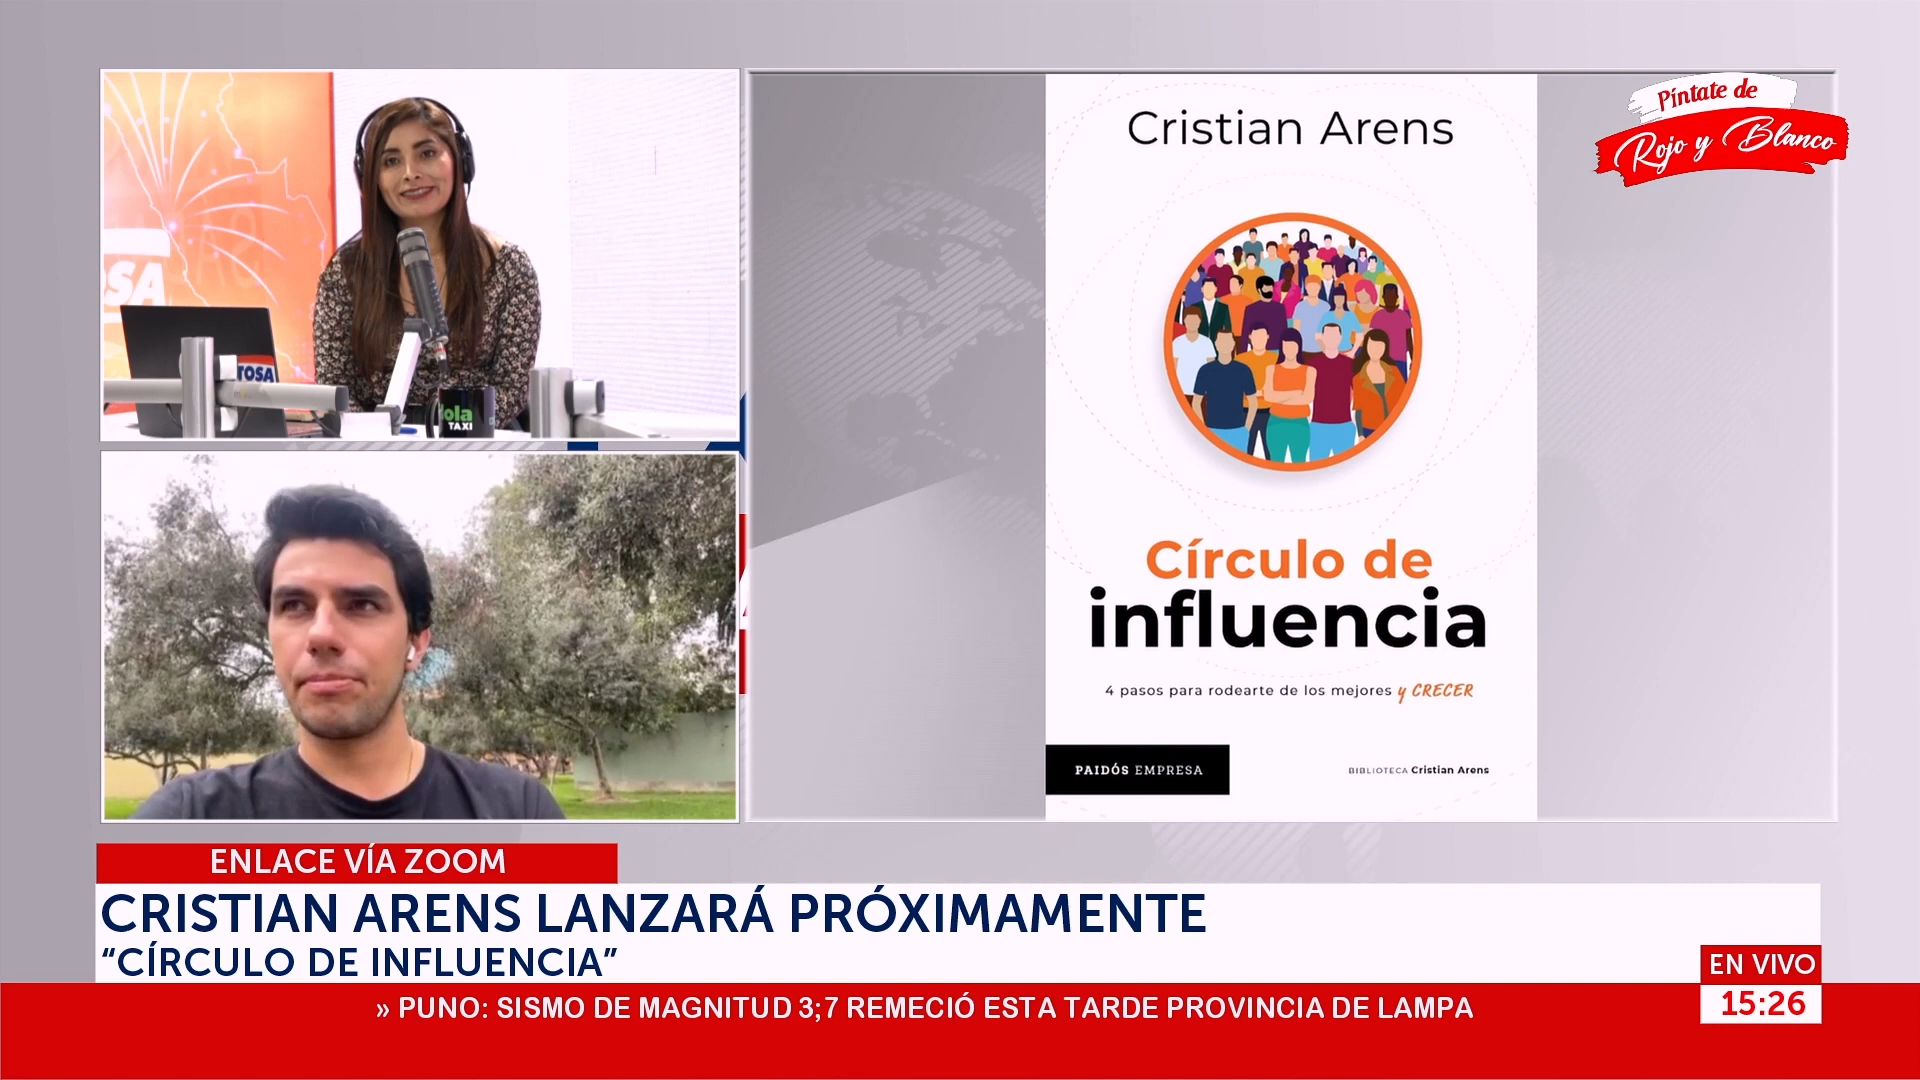 Píntate de
Rojo y Blanco
Cristian Arens
Círculo de
influencia
4 pasos para rodearte de los mejores y CRECER
PAIDÓS EMPRESA
BIBLIOTECA Cristian Arens
OSA
TOSA
ola
TAXI
ENLACE VÍA ZOOM
CRISTIAN ARENS LANZARÁ PRÓXIMAMENTE
“CÍRCULO DE INFLUENCIA”
EN VIVO
» PUNO: SISMO DE MAGNITUD 3;7 REMECIÓ ESTA TARDE PROVINCIA DE LAMPA
15:26